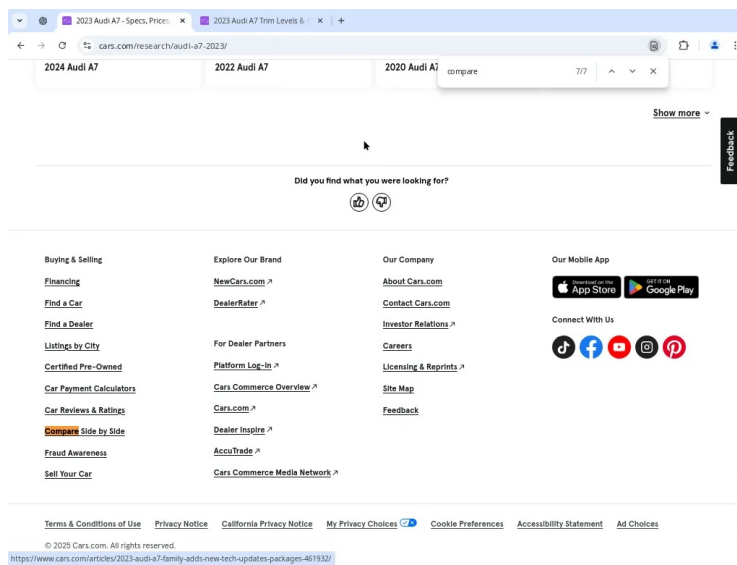 2023 Audi A7 - Specs, Prices,
2023 Audi A7 Trim Levels &
cars.com/research/audi-a7-2023/
compare
7/7
2024 Audi A7
2022 Audi A7
2020 Audi A7
Show more
Feedback
Did you find what you were looking for?
Buying & Selling
Financing
Find a Car
Find a Dealer
Listings by City
Certified Pre-Owned
Car Payment Calculators
Car Reviews & Ratings
Compare Side by Side
Fraud Awareness
Sell Your Car
Explore Our Brand
NewCars.com
DealerRater
For Dealer Partners
Platform Log-In
Cars Commerce Overview
Cars.com
Dealer Inspire
AccuTrade
Cars Commerce Media Network
Our Company
About Cars.com
Contact Cars.com
Investor Relations
Careers
Licensing & Reprints
Site Map
Feedback
Our Mobile App
Download on the
App Store
GET IT ON
Google Play
Connect With Us
Terms & Conditions of Use Privacy Notice California Privacy Notice My Privacy Choices Cookie Preferences Accessibility Statement Ad Choices
© 2025 Cars.com. All rights reserved.
https://www.cars.com/articles/2023-audi-a7-family-adds-new-tech-updates-packages-461932/